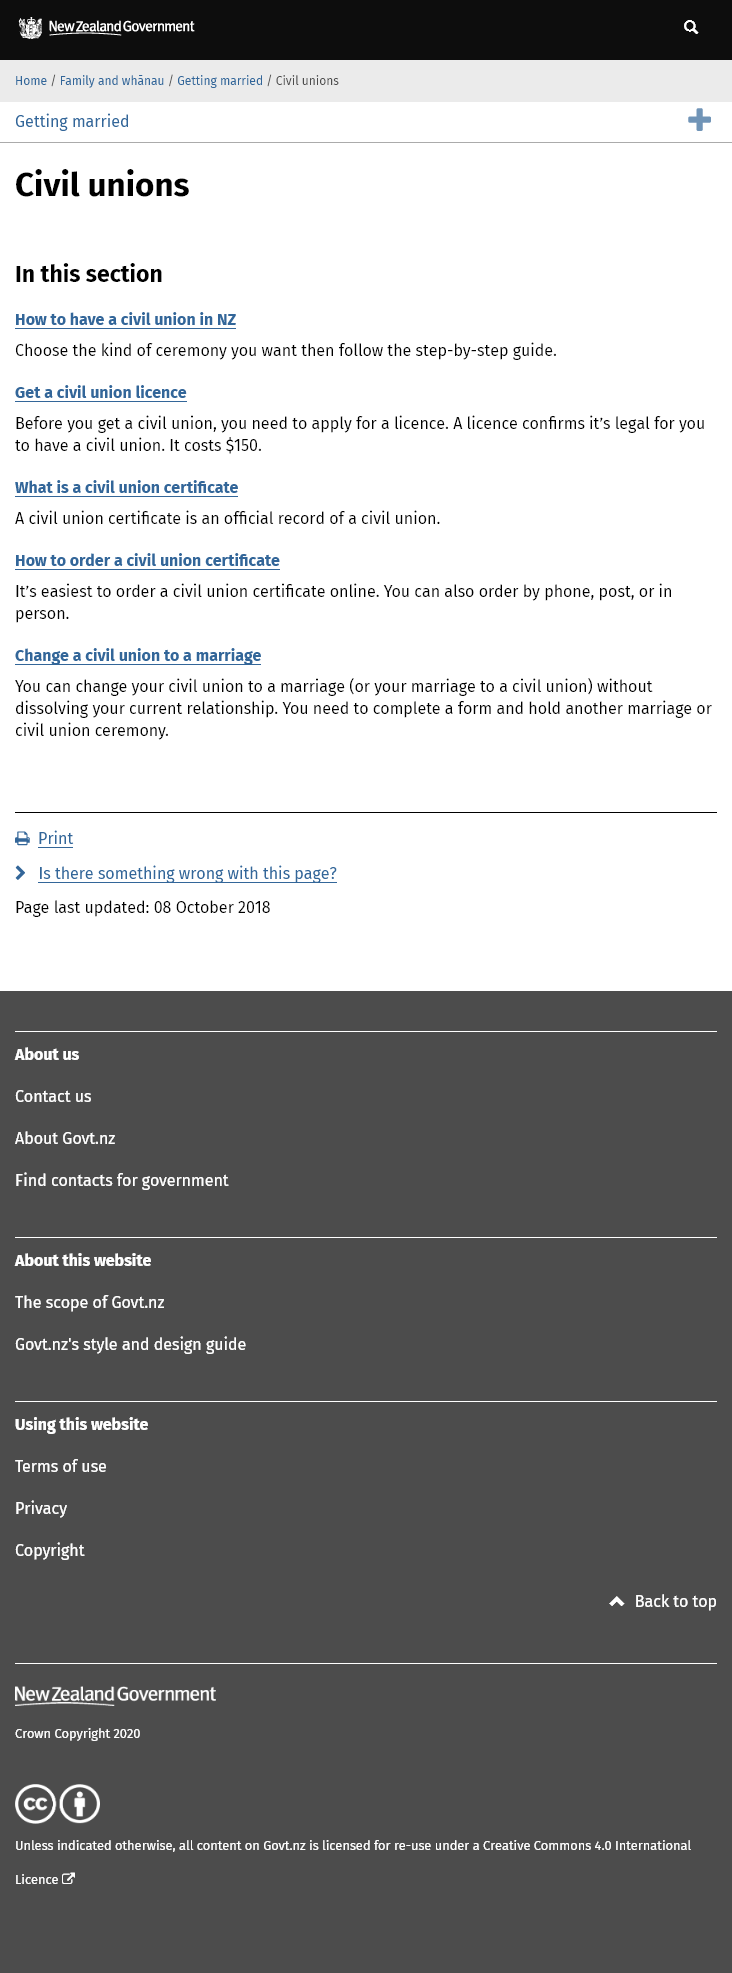 New Zealand Government
Home / Family and whānau / Getting married / Civil unions
Getting married
Civil unions
In this section
How to have a civil union in NZ
Choose the kind of ceremony you want then follow the step-by-step guide.
Get a civil union licence
Before you get a civil union, you need to apply for a licence. A licence confirms it’s legal for you
to have a civil union. It costs $150.
What is a civil union certificate
A civil union certificate is an official record of a civil union.
How to order a civil union certificate
It’s easiest to order a civil union certificate online. You can also order by phone, post, or in
person.
Change a civil union to a marriage
You can change your civil union to a marriage (or your marriage to a civil union) without
dissolving your current relationship. You need to complete a form and hold another marriage or
civil union ceremony.
Print
Is there something wrong with this page?
Page last updated: 08 October 2018
About us
Contact us
About Govt.nz
Find contacts for government
About this website
The scope of Govt.nz
Govt.nz's style and design guide
Using this website
Terms of use
Privacy
Copyright
Back to top
New Zealand Government
Crown Copyright 2020
cc
Unless indicated otherwise, all content on Govt.nz is licensed for re-use under a Creative Commons 4.0 International
Licence